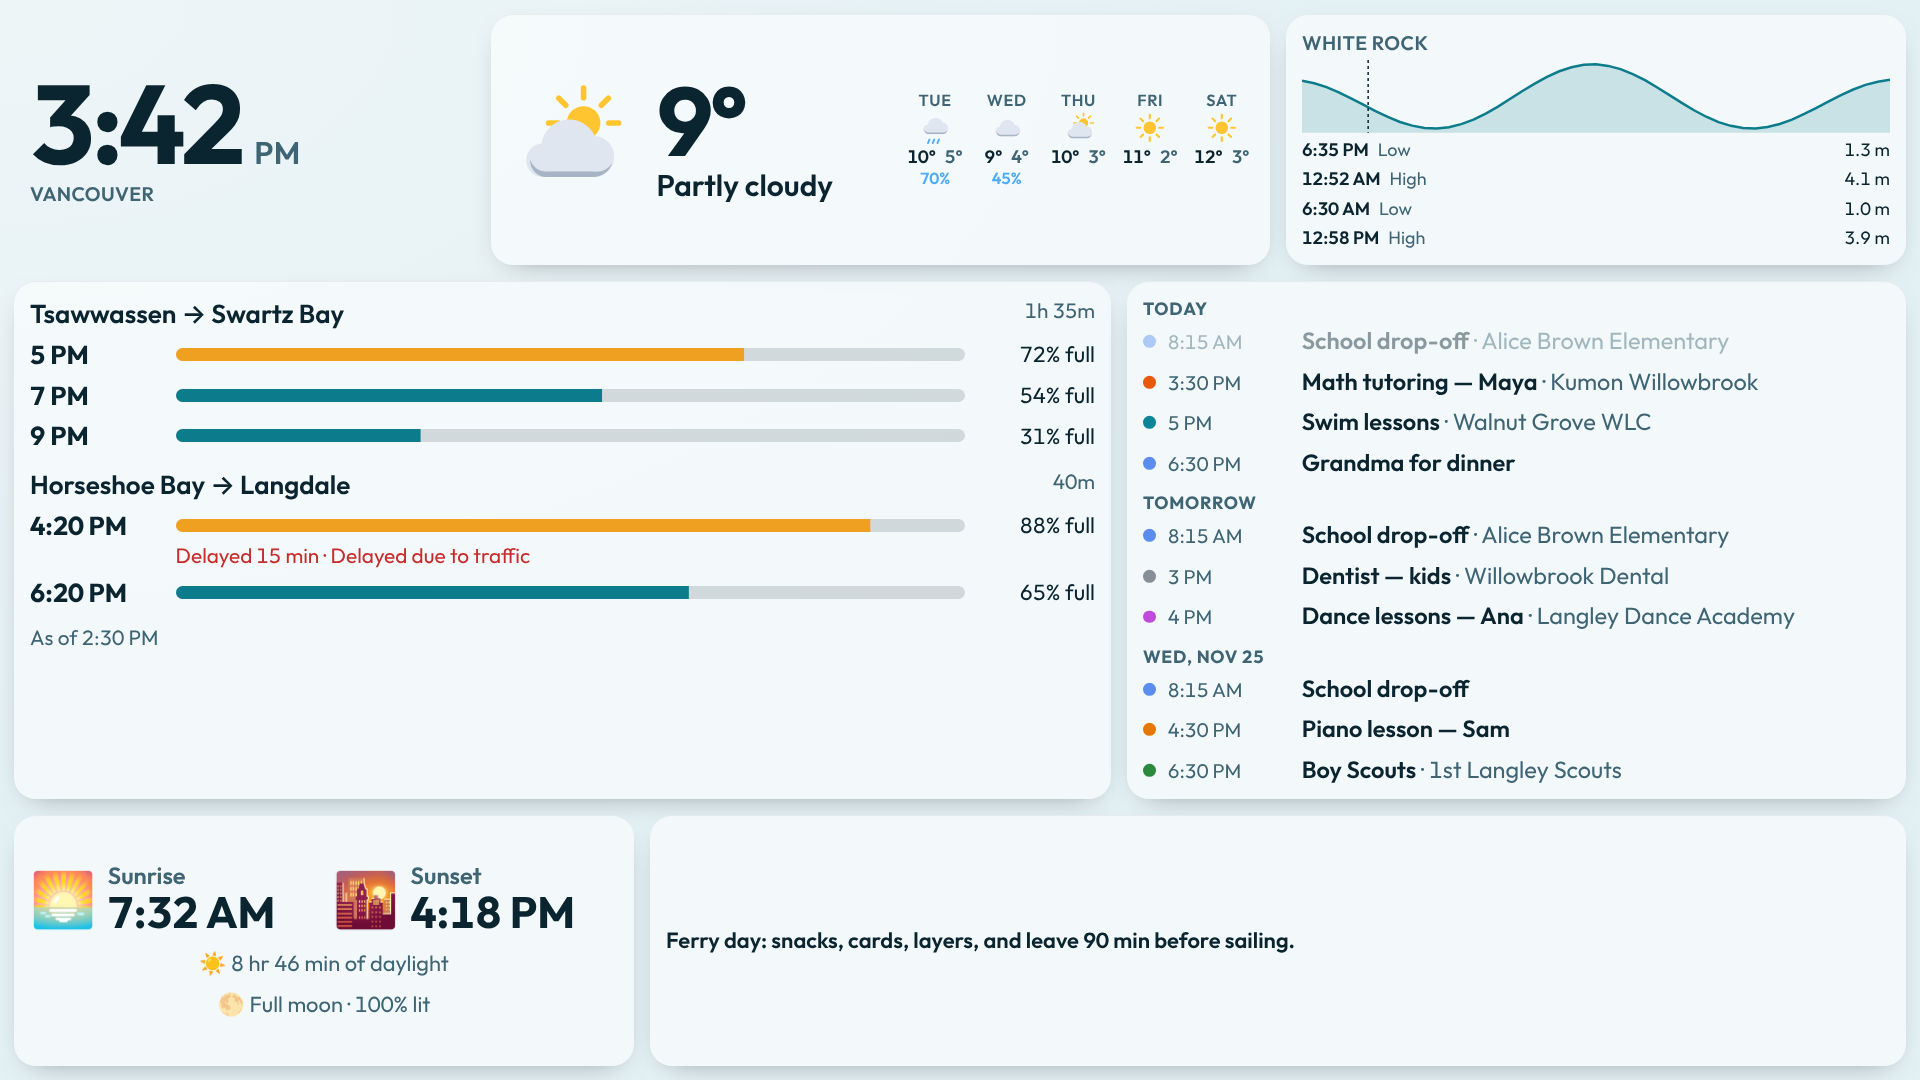 3:42 PM
VANCOUVER
9°
Partly cloudy
TUE WED THU FRI SAT
10° 5° 9° 4° 10° 3° 11° 2° 12° 3°
70% 45%
WHITE ROCK
6:35 PM Low 1.3 m
12:52 AM High 4.1 m
6:30 AM Low 1.0 m
12:58 PM High 3.9 m
Tsawwassen → Swartz Bay 1h 35m
5 PM 72% full
7 PM 54% full
9 PM 31% full
Horseshoe Bay → Langdale 40m
4:20 PM 88% full
Delayed 15 min · Delayed due to traffic
6:20 PM 65% full
As of 2:30 PM
TODAY
8:15 AM School drop-off · Alice Brown Elementary
3:30 PM Math tutoring — Maya · Kumon Willowbrook
5 PM Swim lessons · Walnut Grove WLC
6:30 PM Grandma for dinner
TOMORROW
8:15 AM School drop-off · Alice Brown Elementary
3 PM Dentist — kids · Willowbrook Dental
4 PM Dance lessons — Ana · Langley Dance Academy
WED, NOV 25
8:15 AM School drop-off
4:30 PM Piano lesson — Sam
6:30 PM Boy Scouts · 1st Langley Scouts
Sunrise
7:32 AM
Sunset
4:18 PM
8 hr 46 min of daylight
Full moon · 100% lit
Ferry day: snacks, cards, layers, and leave 90 min before sailing.